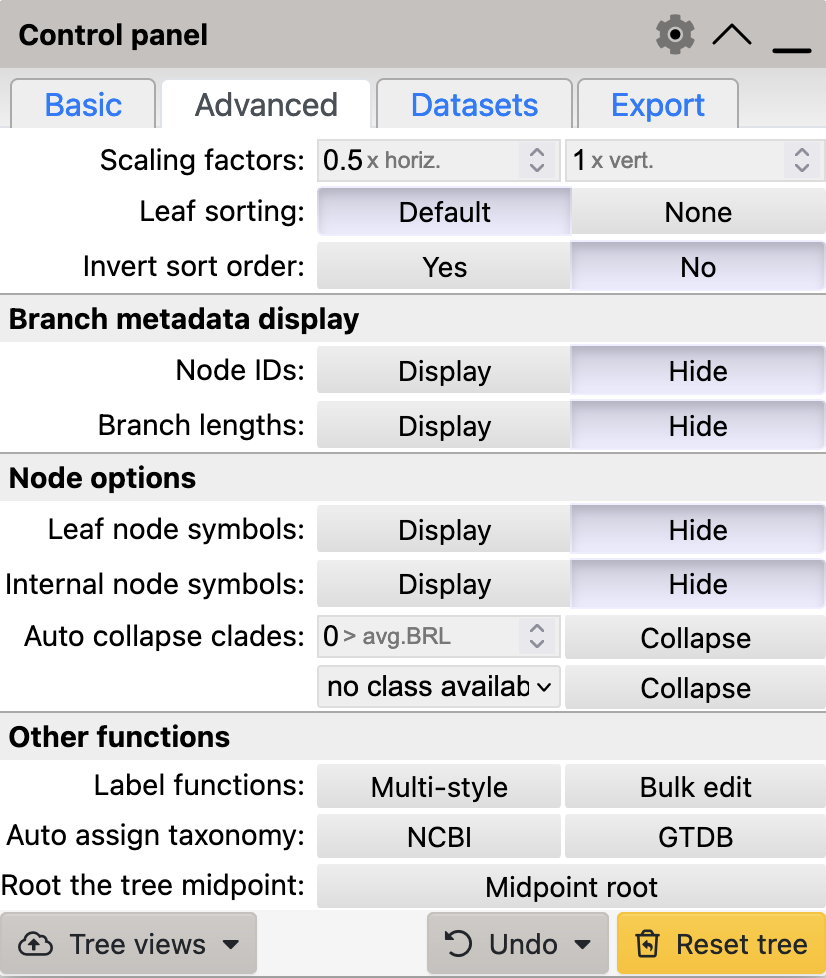 Control panel
Basic Advanced Datasets Export
Scaling factors: 0.5 x horiz. 1 x vert.
Leaf sorting: Default None
Invert sort order: Yes No
Branch metadata display
Node IDs: Display Hide
Branch lengths: Display Hide
Node options
Leaf node symbols: Display Hide
Internal node symbols: Display Hide
Auto collapse clades: 0 > avg.BRL Collapse
no class availab Collapse
Other functions
Label functions: Multi-style Bulk edit
Auto assign taxonomy: NCBI GTDB
Root the tree midpoint: Midpoint root
Tree views Undo Reset tree